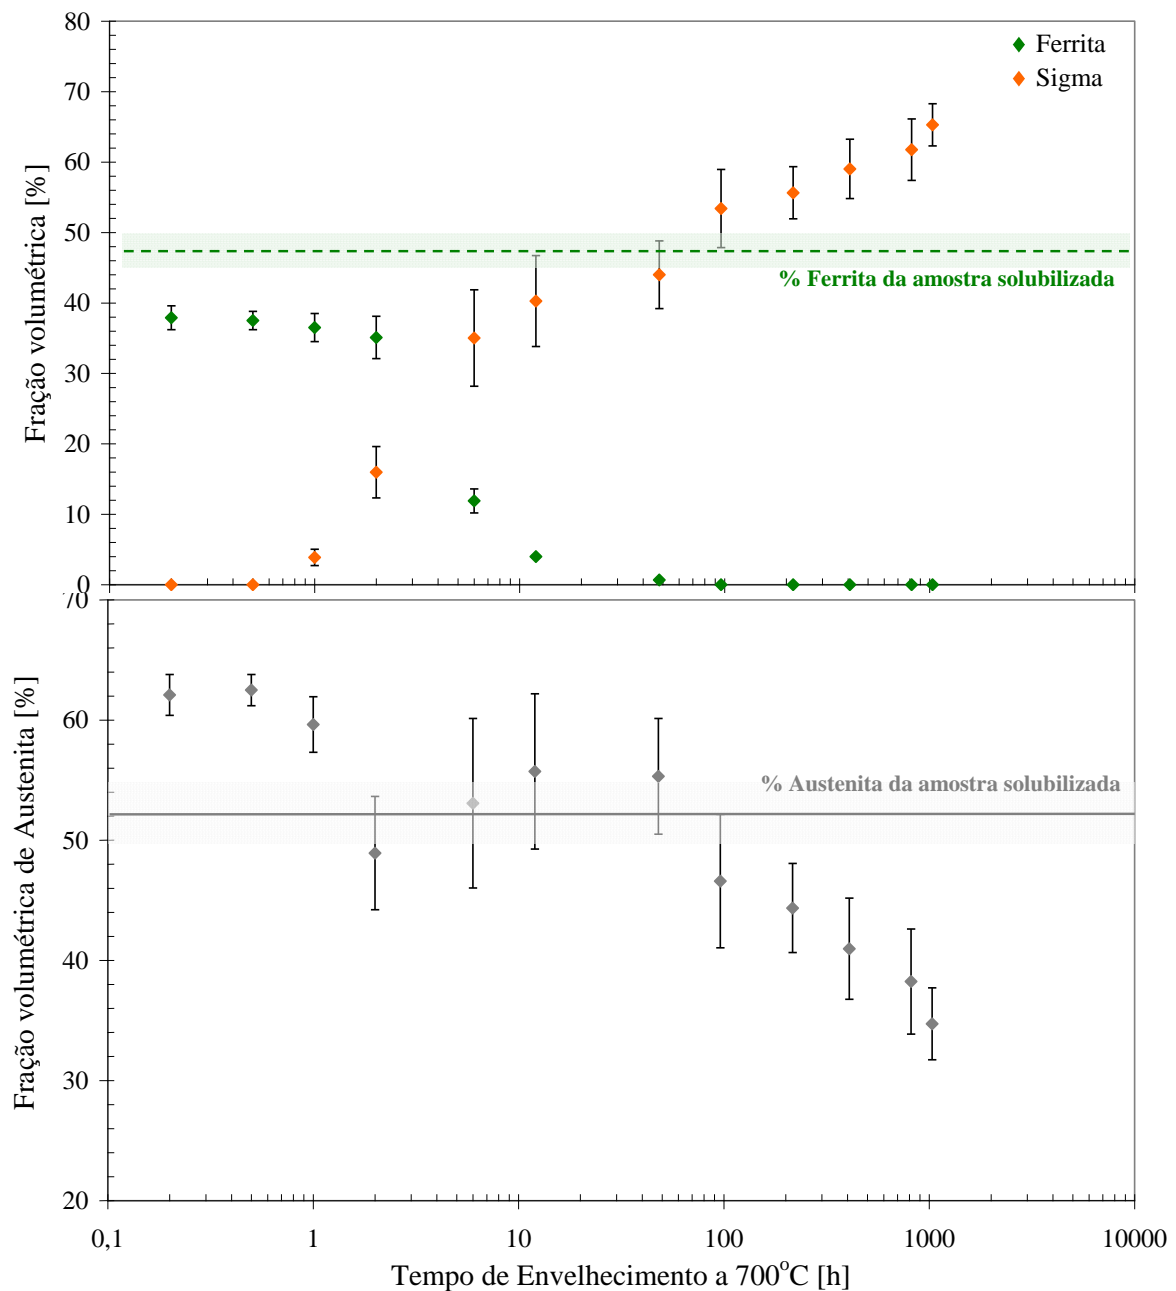 80
70
60
50
40
30
20
10
0
Fração volumétrica [%]
Ferrita
Sigma
% Ferrita da amostra solubilizada
70
60
50
40
30
20
Fração volumétrica de Austenita [%]
% Austenita da amostra solubilizada
0,1 1 10 100 1000 10000
Tempo de Envelhecimento a 700°C [h]